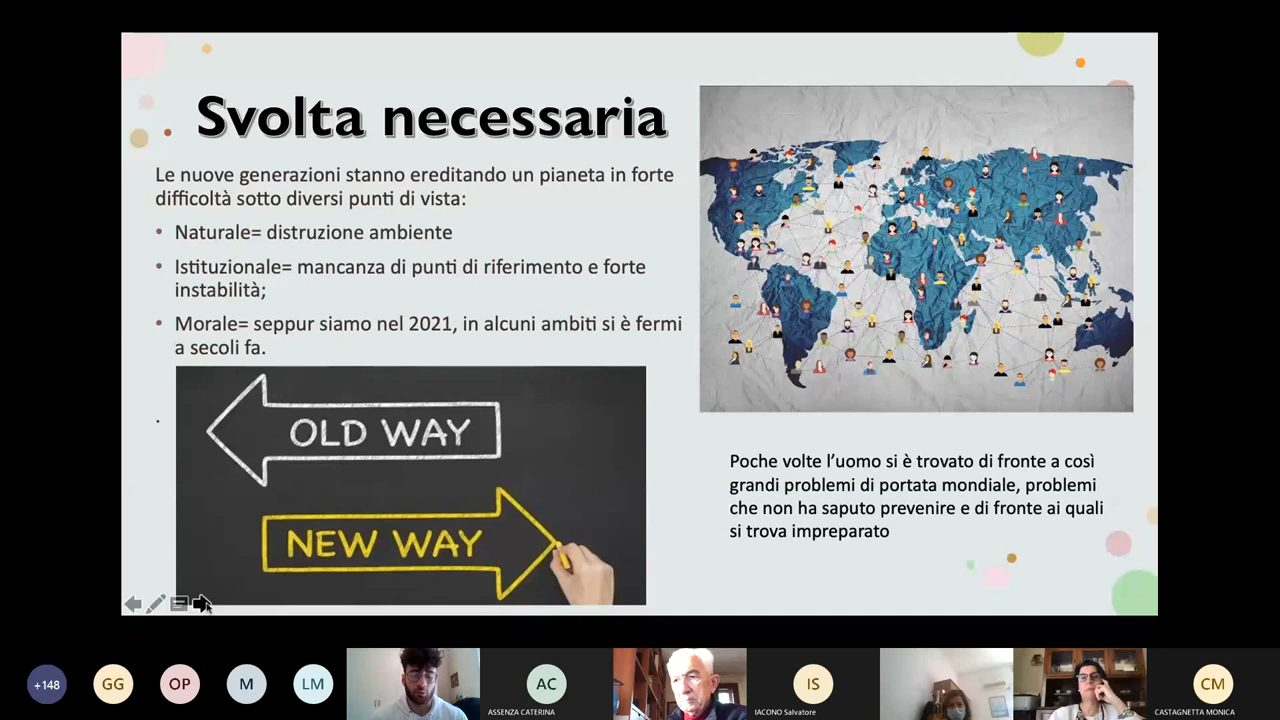 Svolta necessaria
Le nuove generazioni stanno ereditando un pianeta in forte
difficoltà sotto diversi punti di vista:
• Naturale= distruzione ambiente
• Istituzionale= mancanza di punti di riferimento e forte
instabilità;
• Morale= seppur siamo nel 2021, in alcuni ambiti si è fermi
a secoli fa.
.
OLD WAY
NEW WAY
Poche volte l’uomo si è trovato di fronte a così
grandi problemi di portata mondiale, problemi
che non ha saputo prevenire e di fronte ai quali
si trova impreparato
+148
GG
OP
M
LM
AC
ASSENZA CATERINA
IS
IACONO Salvatore
CM
CASTAGNETTA MONICA